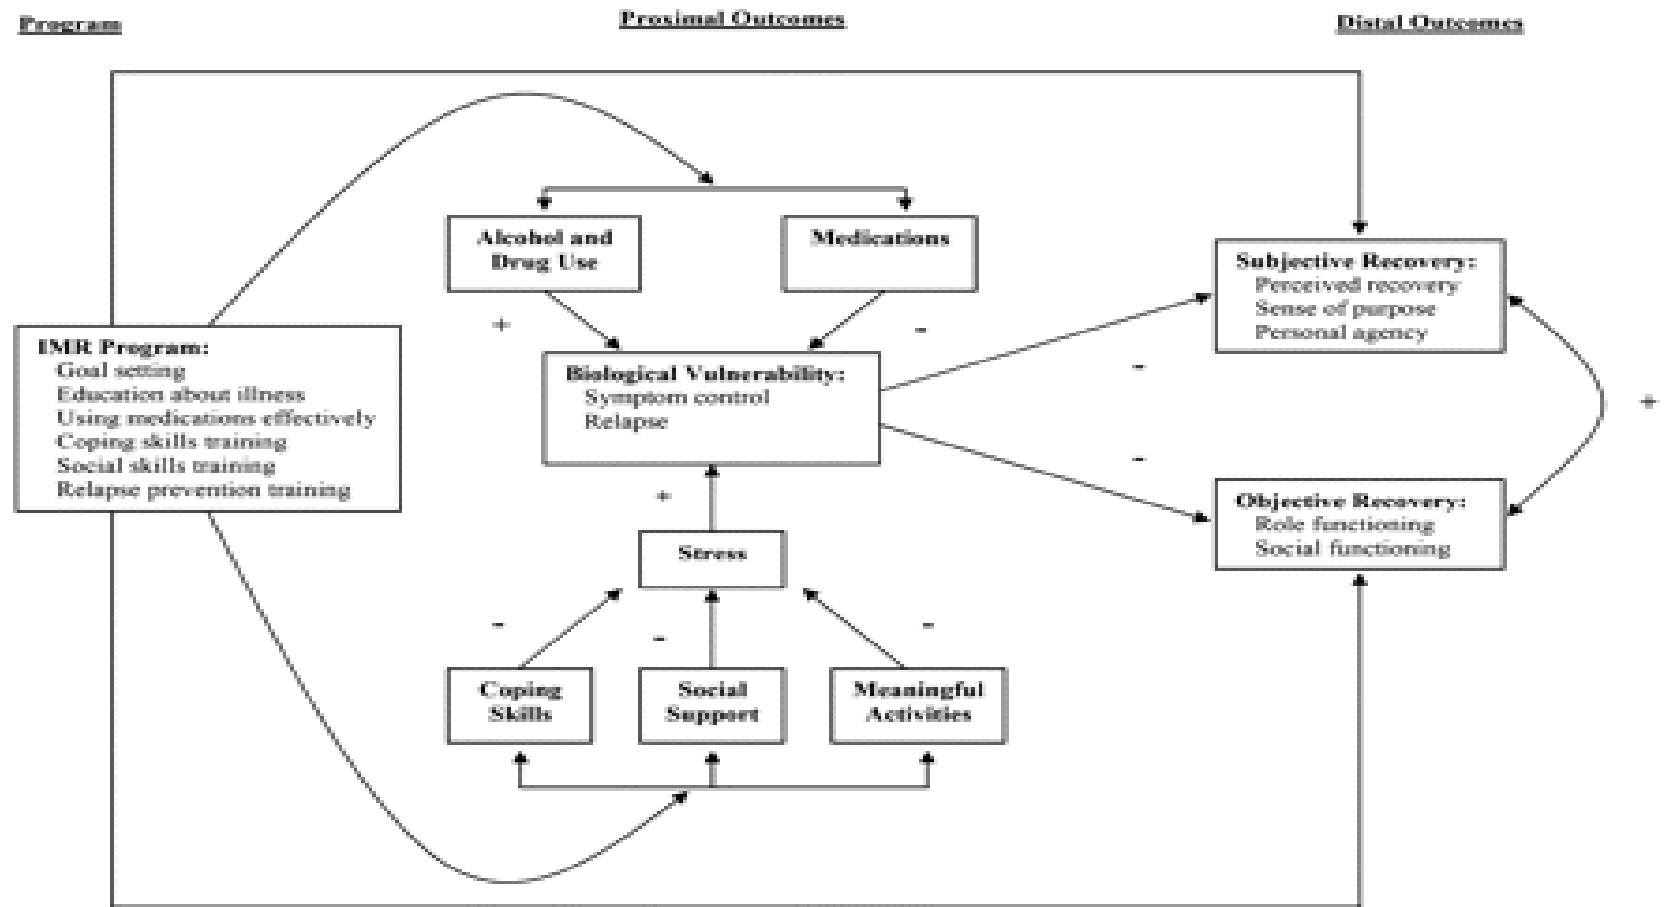 Program
Proximal Outcomes
Distal Outcomes
Alcohol and
Drug Use
Medications
Subjective Recovery:
Perceived recovery
Sense of purpose
Personal agency
+
-
IMR Program:
Goal setting
Education about illness
Using medications effectively
Coping skills training
Social skills training
Relapse prevention training
Biological Vulnerability:
Symptom control
Relapse
-
-
+
Objective Recovery:
Role functioning
Social functioning
+
Stress
-
-
-
Coping
Skills
Social
Support
Meaningful
Activities